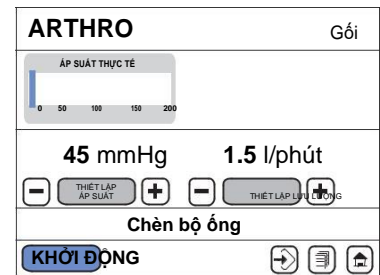 ARTHRO Gối
ÁP SUẤT THỰC TẾ
0 50 100 150 200
45 mmHg 1.5 l/phút
THIẾT LẬP
ÁP SUẤT
THIẾT LẬP LƯU LƯỢNG
Chèn bộ ống
KHỞI ĐỘNG